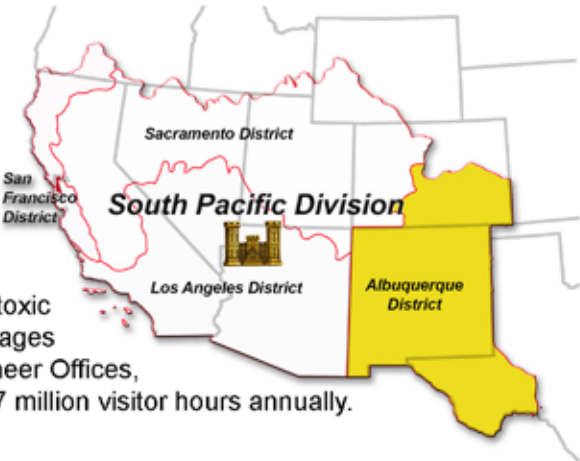 Sacramento District
San
Francisco
District
South Pacific Division
Los Angeles District
Albuquerque
District
toxic
ages
neer Offices,
7 million visitor hours annually.